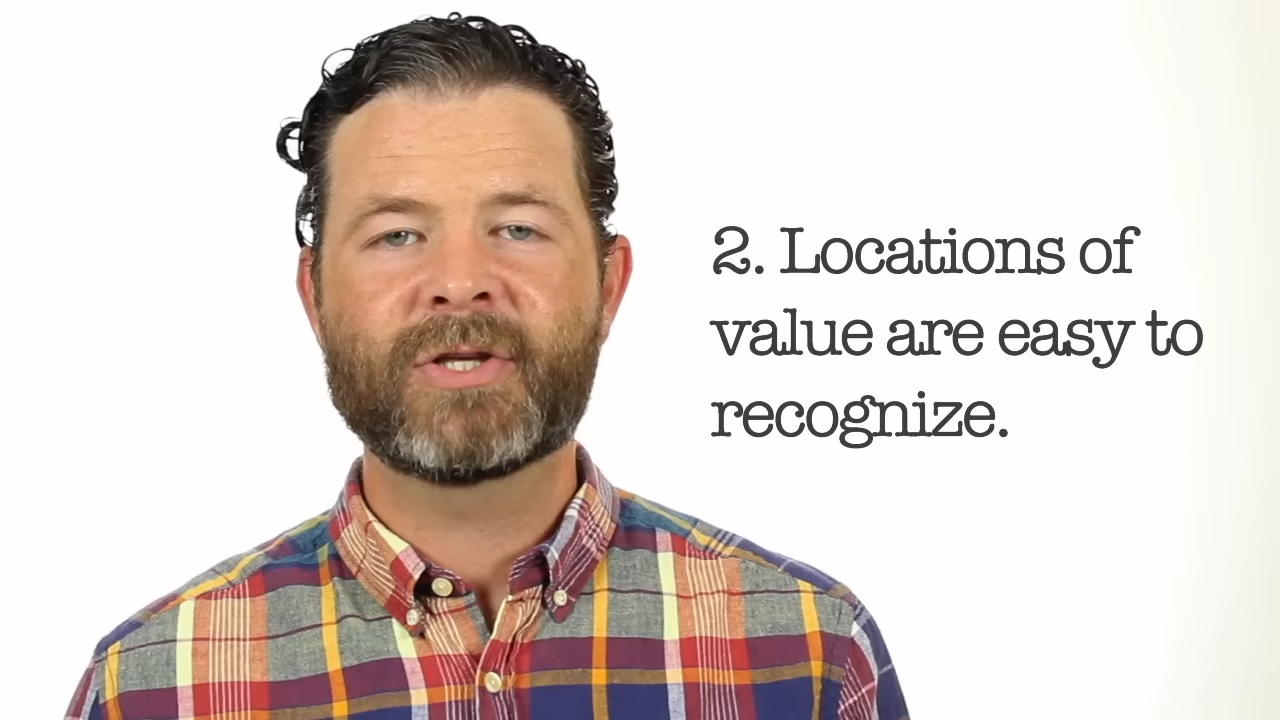 2. Locations of
value are easy to
recognize.